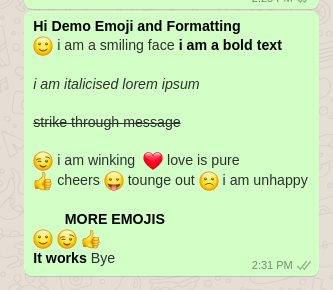 Hi Demo Emoji and Formatting
🙂 i am a smiling face i am a bold text
i am italicised lorem ipsum
strike through message
😉 i am winking ❤️ love is pure
👍 cheers 😛 tounge out 🙁 i am unhappy
MORE EMOJIS
🙂 😉 👍
It works Bye
2:31 PM